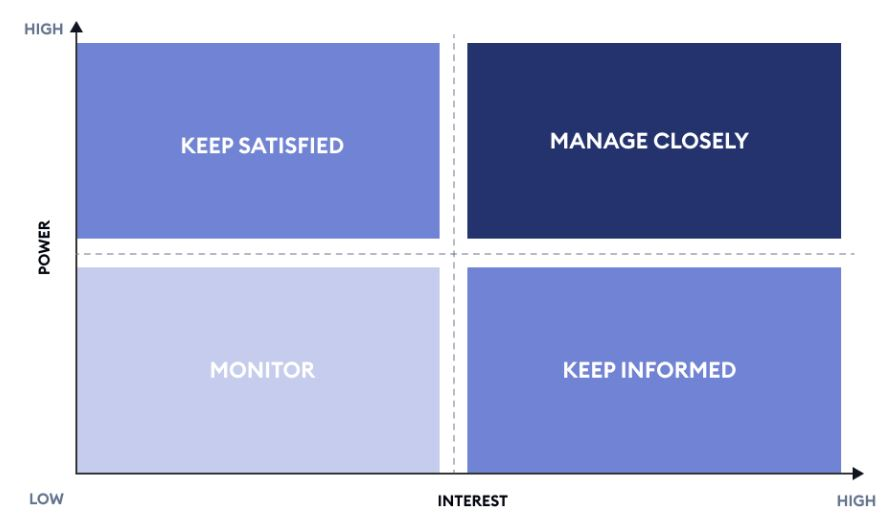 HIGH
KEEP SATISFIED
MANAGE CLOSELY
POWER
MONITOR
KEEP INFORMED
LOW
INTEREST
HIGH